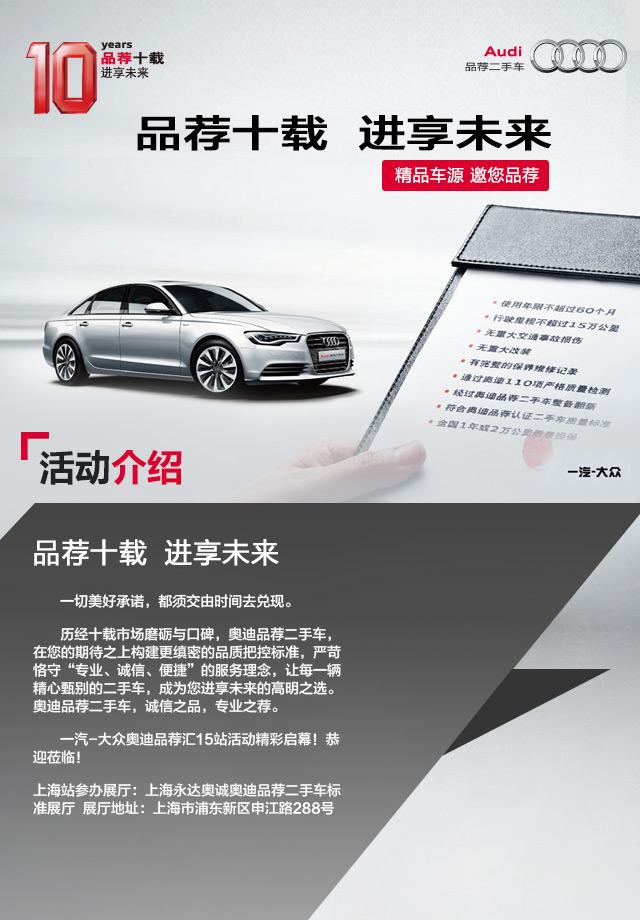 10 years
品荐十载
进享未来
Audi
品荐二手车
品荐十载 进享未来
精品车源 邀您品荐
• 使用年限不超过60个月
• 行驶里程不超过15万公里
• 无重大交通事故损伤
• 无重大改装
• 有完整的保养维修记录
• 通过奥迪110项严格质量检测
• 经过奥迪品荐二手车整备翻新
• 符合奥迪品荐认证二手车质量标准
• 全国1年或2万公里质量担保
一汽-大众
活动介绍
品荐十载 进享未来
一切美好承诺，都须交由时间去兑现。
历经十载市场磨砺与口碑，奥迪品荐二手车，
在您的期待之上构建更缜密的品质把控标准，严苛
恪守“专业、诚信、便捷”的服务理念，让每一辆
精心甄别的二手车，成为您进享未来的高明之选。
奥迪品荐二手车，诚信之品，专业之荐。
一汽-大众奥迪品荐汇15站活动精彩启幕！恭
迎莅临！
上海站参办展厅：上海永达奥诚奥迪品荐二手车标
准展厅 展厅地址：上海市浦东新区申江路288号